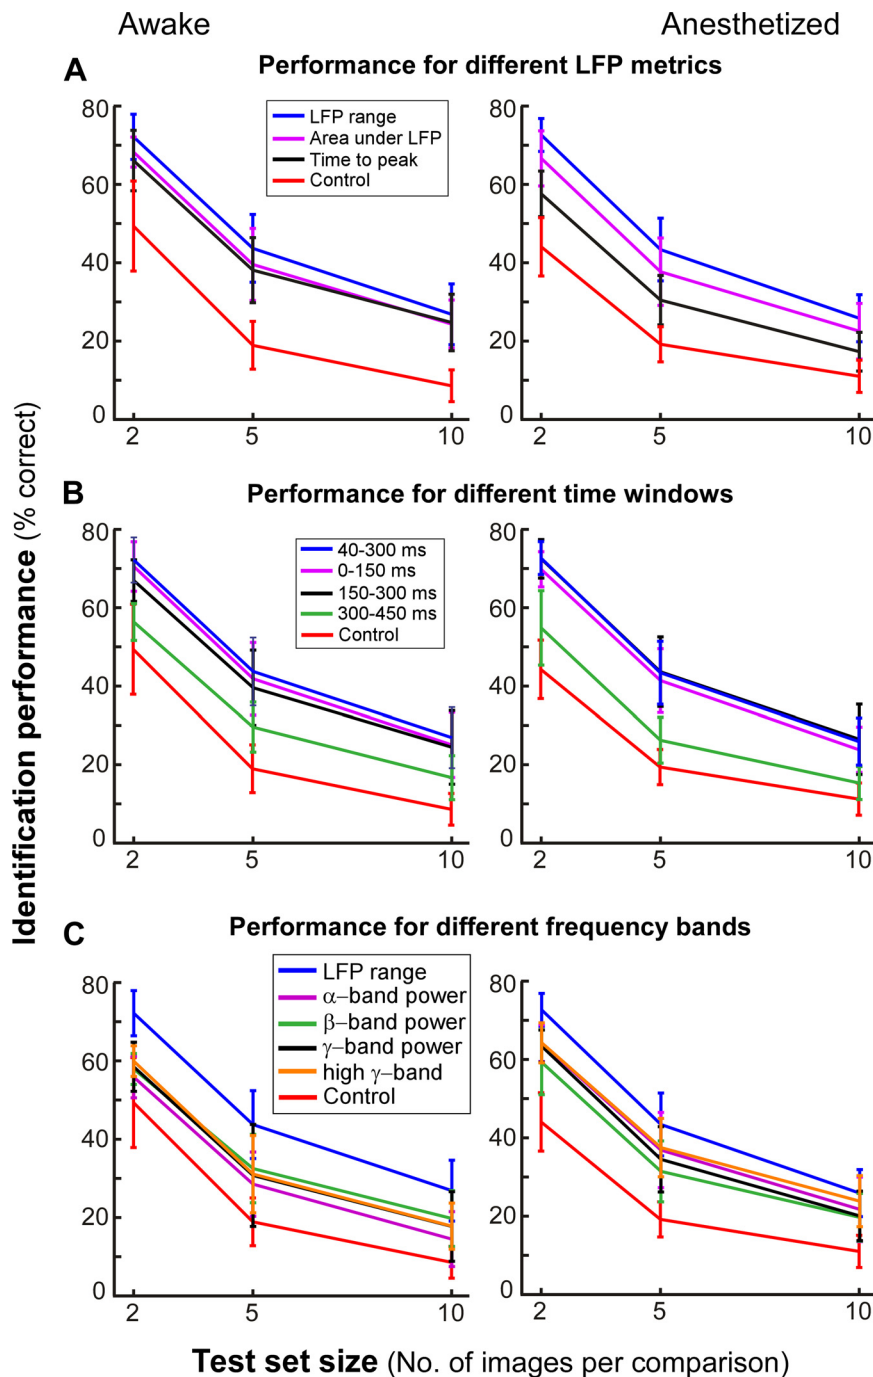 Awake Anesthetized
A Performance for different LFP metrics
80
60
40
20
0
2 5 10
LFP range
Area under LFP
Time to peak
Control
80
60
40
20
0
2 5 10
B Performance for different time windows
80
60
40
20
0
2 5 10
40-300 ms
0-150 ms
150-300 ms
300-450 ms
Control
80
60
40
20
0
2 5 10
C Performance for different frequency bands
80
60
40
20
0
2 5 10
LFP range
α−band power
β−band power
γ−band power
high γ−band
Control
80
60
40
20
0
2 5 10
Identification performance (% correct)
Test set size (No. of images per comparison)